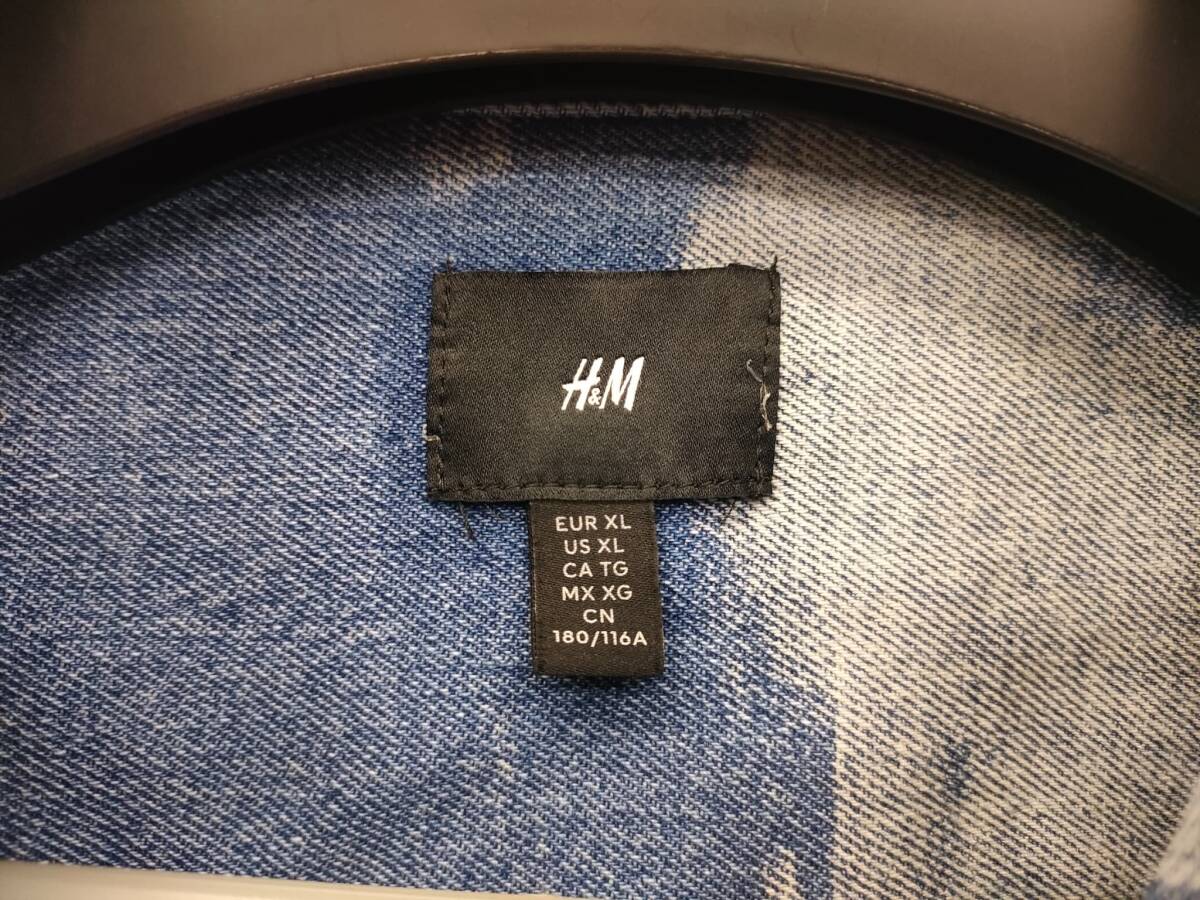 H&M
EUR XL
US XL
CA TG
MX XG
CN
180/116A